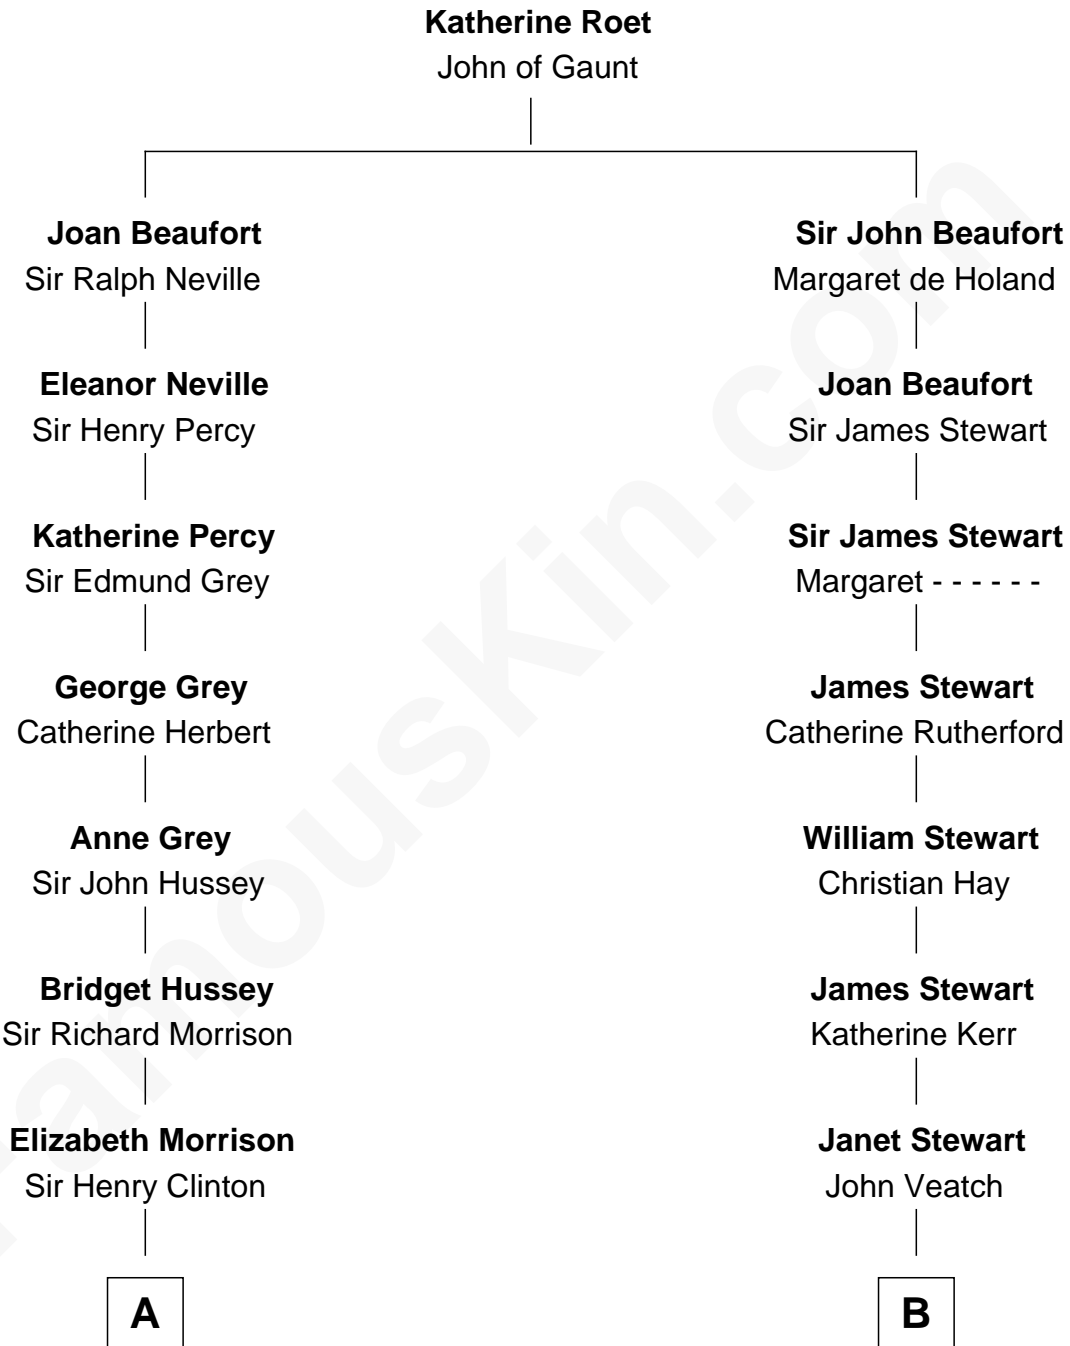 Katherine Roet
John of Gaunt
Joan Beaufort
Sir Ralph Neville
Eleanor Neville
Sir Henry Percy
Katherine Percy
Sir Edmund Grey
George Grey
Catherine Herbert
Anne Grey
Sir John Hussey
Bridget Hussey
Sir Richard Morrison
Elizabeth Morrison
Sir Henry Clinton
A
Sir John Beaufort
Margaret de Holand
Joan Beaufort
Sir James Stewart
Sir James Stewart
Margaret - - - - - -
James Stewart
Catherine Rutherford
William Stewart
Christian Hay
James Stewart
Katherine Kerr
Janet Stewart
John Veatch
B
FamousKin.com